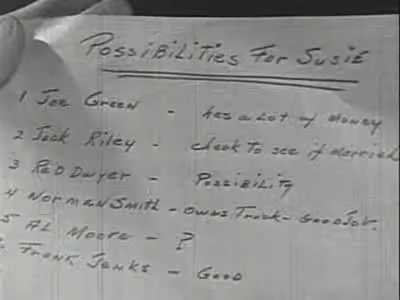 Possibilities For Susie
1 Joe Green - has a Lot of Money
2 Jack Riley - check to see if Married
3 Red Dwyer - Possibility
4 Norman Smith - owns Truck - Good Job.
5 AL Moore - ?
6 Frank Jenks - Good